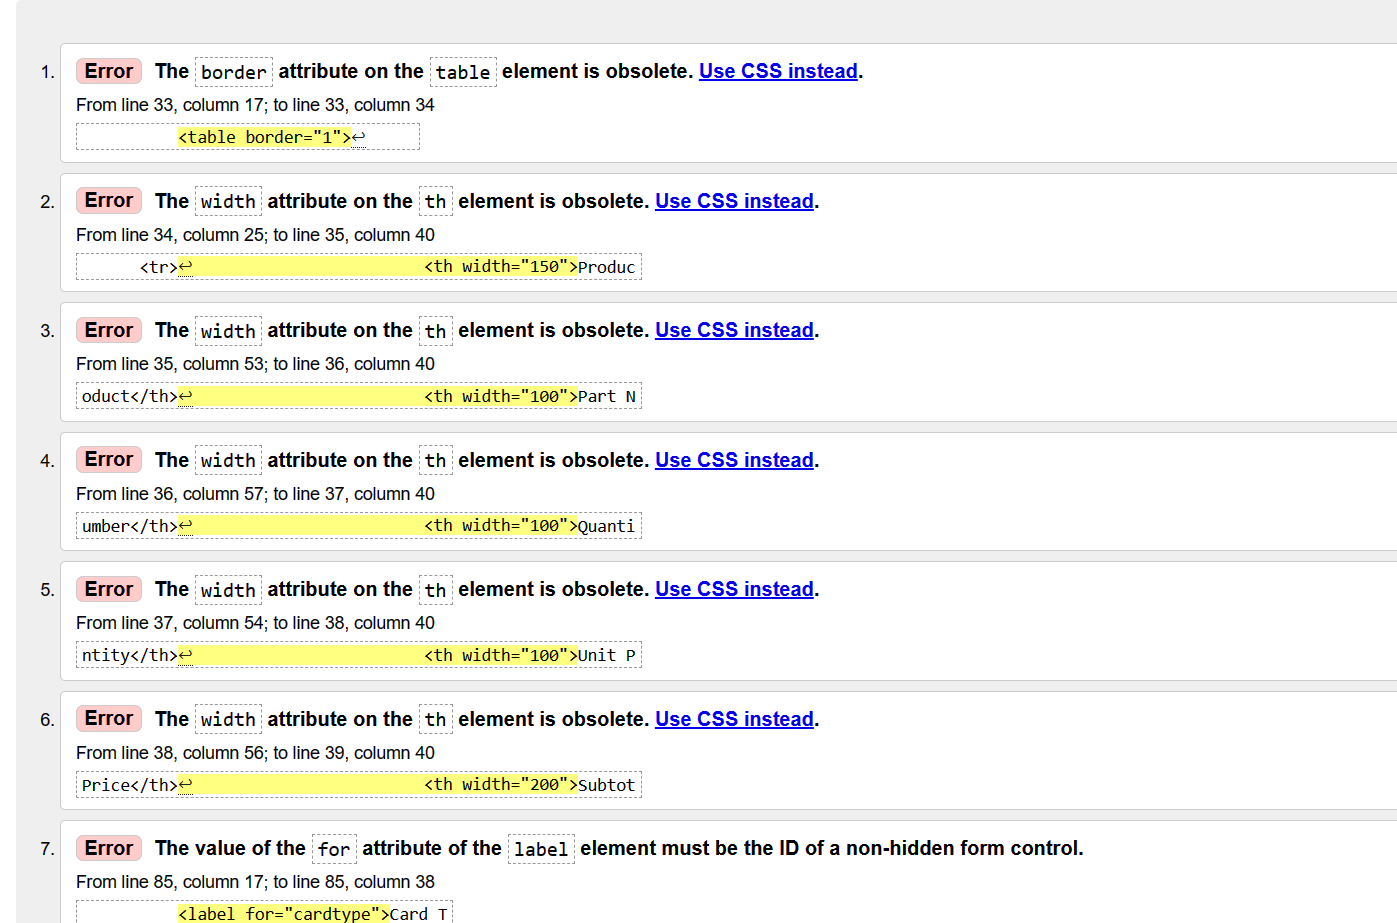 1. Error The border attribute on the table element is obsolete. Use CSS instead.
From line 33, column 17; to line 33, column 34
<table border="1">↩
2. Error The width attribute on the th element is obsolete. Use CSS instead.
From line 34, column 25; to line 35, column 40
<tr>↩ <th width="150">Produc
3. Error The width attribute on the th element is obsolete. Use CSS instead.
From line 35, column 53; to line 36, column 40
oduct</th>↩ <th width="100">Part N
4. Error The width attribute on the th element is obsolete. Use CSS instead.
From line 36, column 57; to line 37, column 40
umber</th>↩ <th width="100">Quanti
5. Error The width attribute on the th element is obsolete. Use CSS instead.
From line 37, column 54; to line 38, column 40
ntity</th>↩ <th width="100">Unit P
6. Error The width attribute on the th element is obsolete. Use CSS instead.
From line 38, column 56; to line 39, column 40
Price</th>↩ <th width="200">Subtot
7. Error The value of the for attribute of the label element must be the ID of a non-hidden form control.
From line 85, column 17; to line 85, column 38
<label for="cardtype">Card T